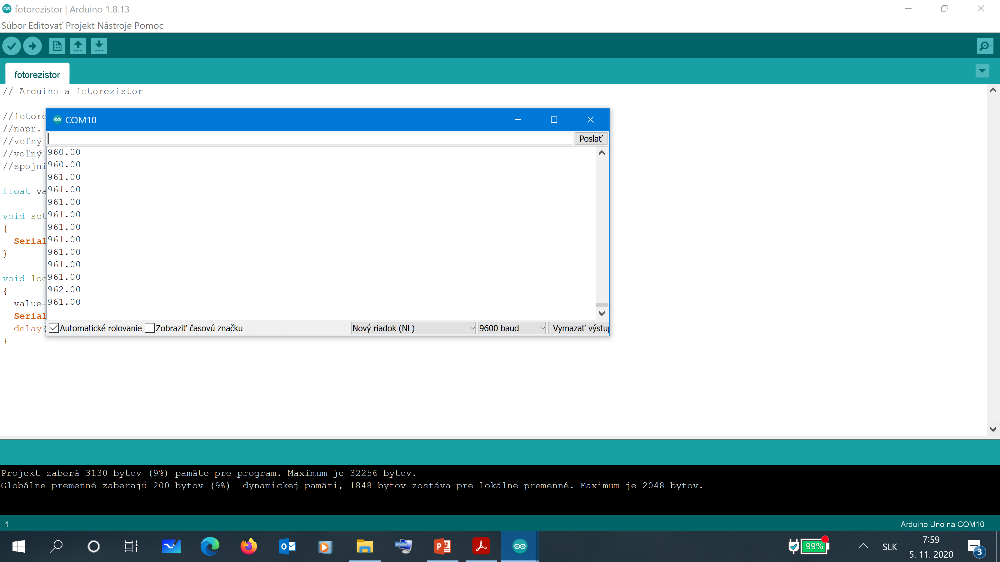 fotorezistor | Arduino 1.8.13
Súbor Editovať Projekt Nástroje Pomoc
fotorezistor
// Arduino a fotorezistor
//fotore
//napr.
//voľný
//voľný
//spojni
float va
void set
{
Serial
}
void loo
{
value=
Serial
delay(
}
COM10
Poslať
960.00
960.00
961.00
961.00
961.00
961.00
961.00
961.00
961.00
961.00
961.00
962.00
961.00
Automatické rolovanie Zobraziť časovú značku Nový riadok (NL) 9600 baud Vymazať výstup
Projekt zaberá 3130 bytov (9%) pamäte pre program. Maximum je 32256 bytov.
Globálne premenné zaberajú 200 bytov (9%)  dynamickej pamäti, 1848 bytov zostáva pre lokálne premenné. Maximum je 2048 bytov.
1 Arduino Uno na COM10
99% SLK 7:59
5. 11. 2020
3